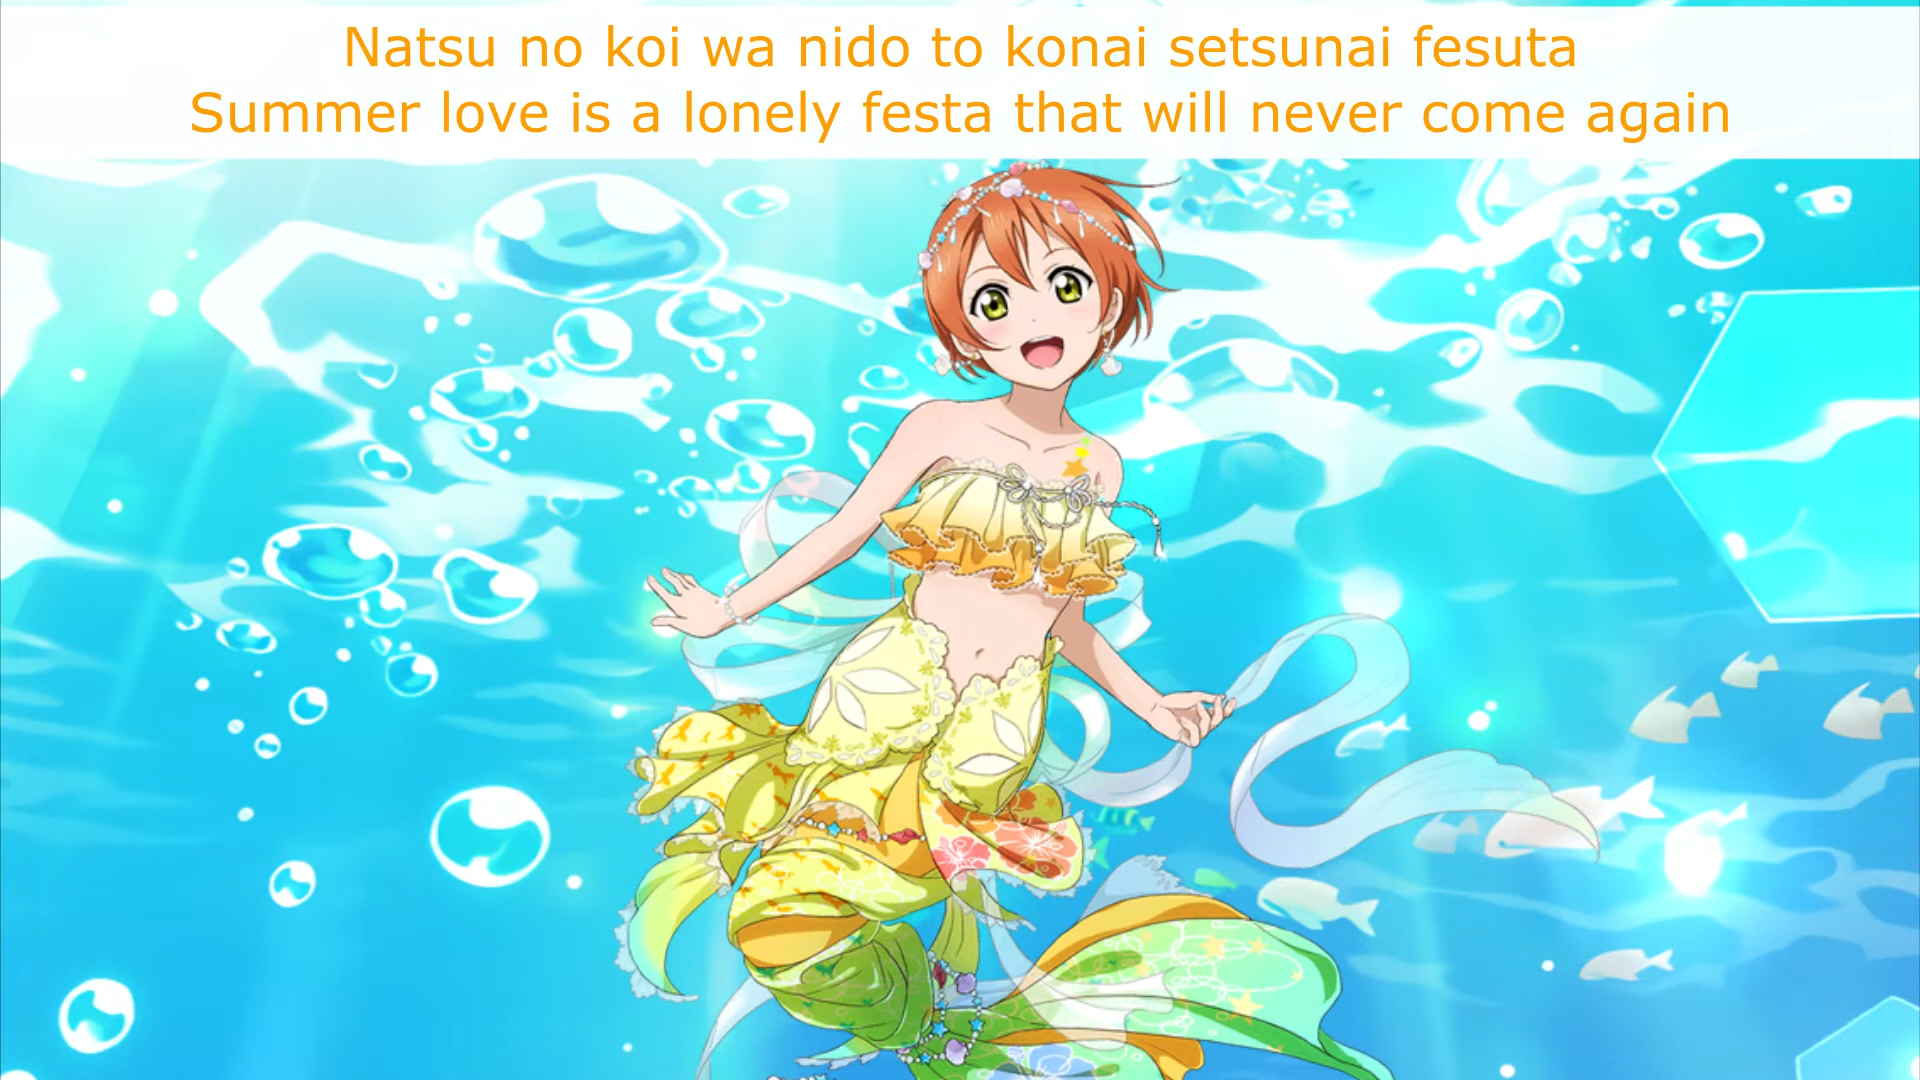 Natsu no koi wa nido to konai setsunai fesuta
Summer love is a lonely festa that will never come again